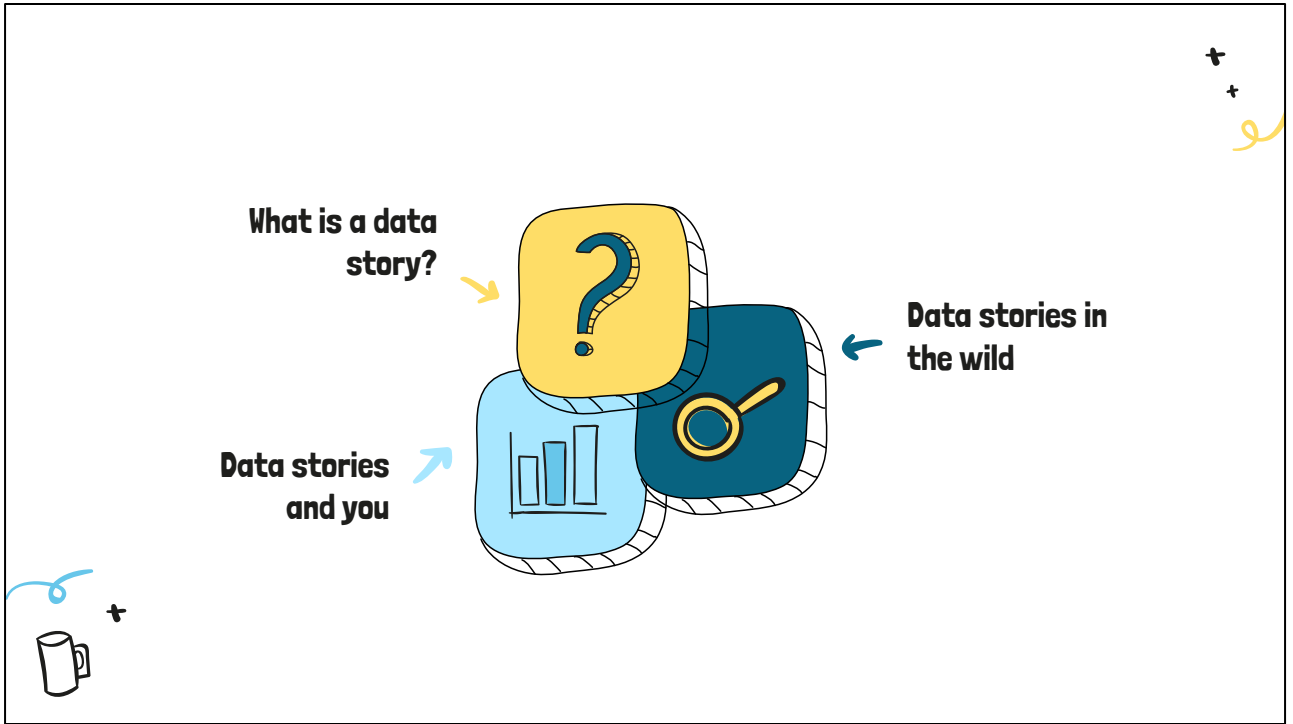 What is a data
story?
Data stories in
the wild
Data stories
and you